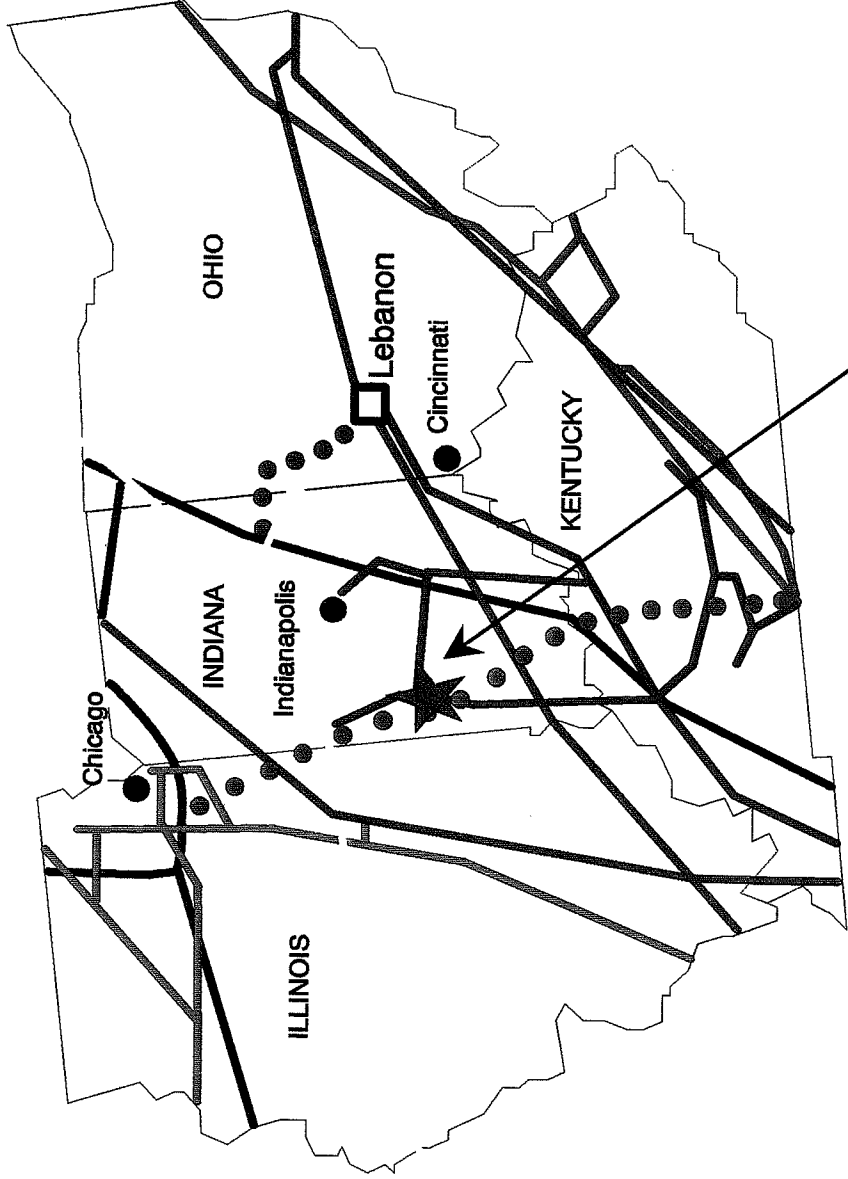 Chicago
ILLINOIS
INDIANA
Indianapolis
OHIO
Lebanon
Cincinnati
KENTUCKY